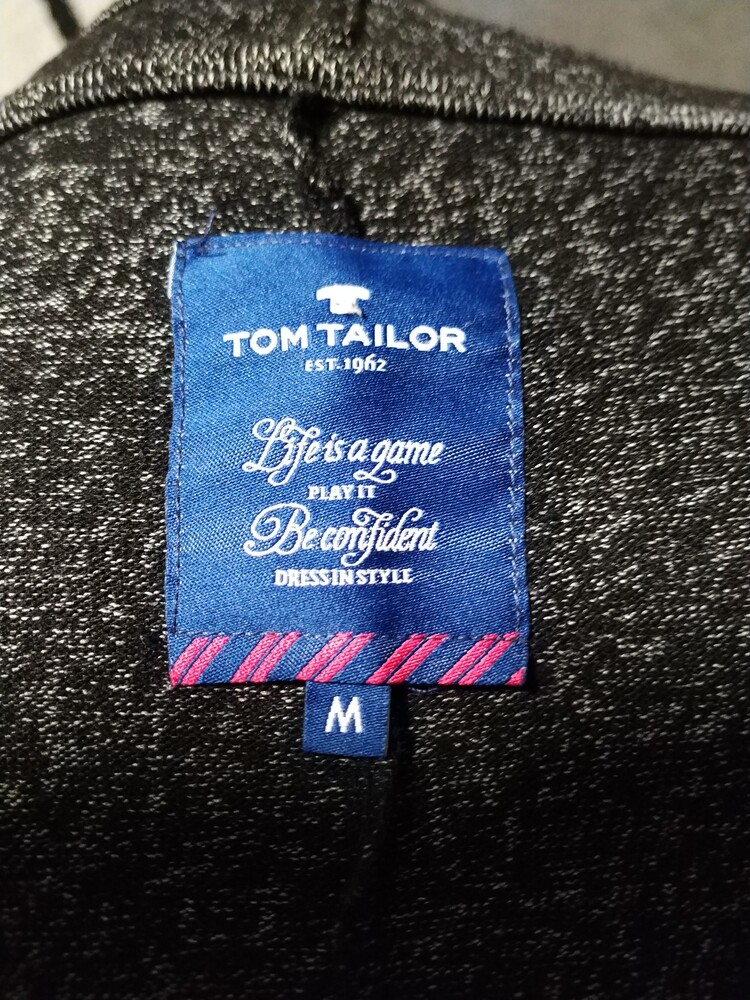 TOM TAILOR
EST. 1962
Life is a game
PLAY IT
Be confident
DRESS IN STYLE
M